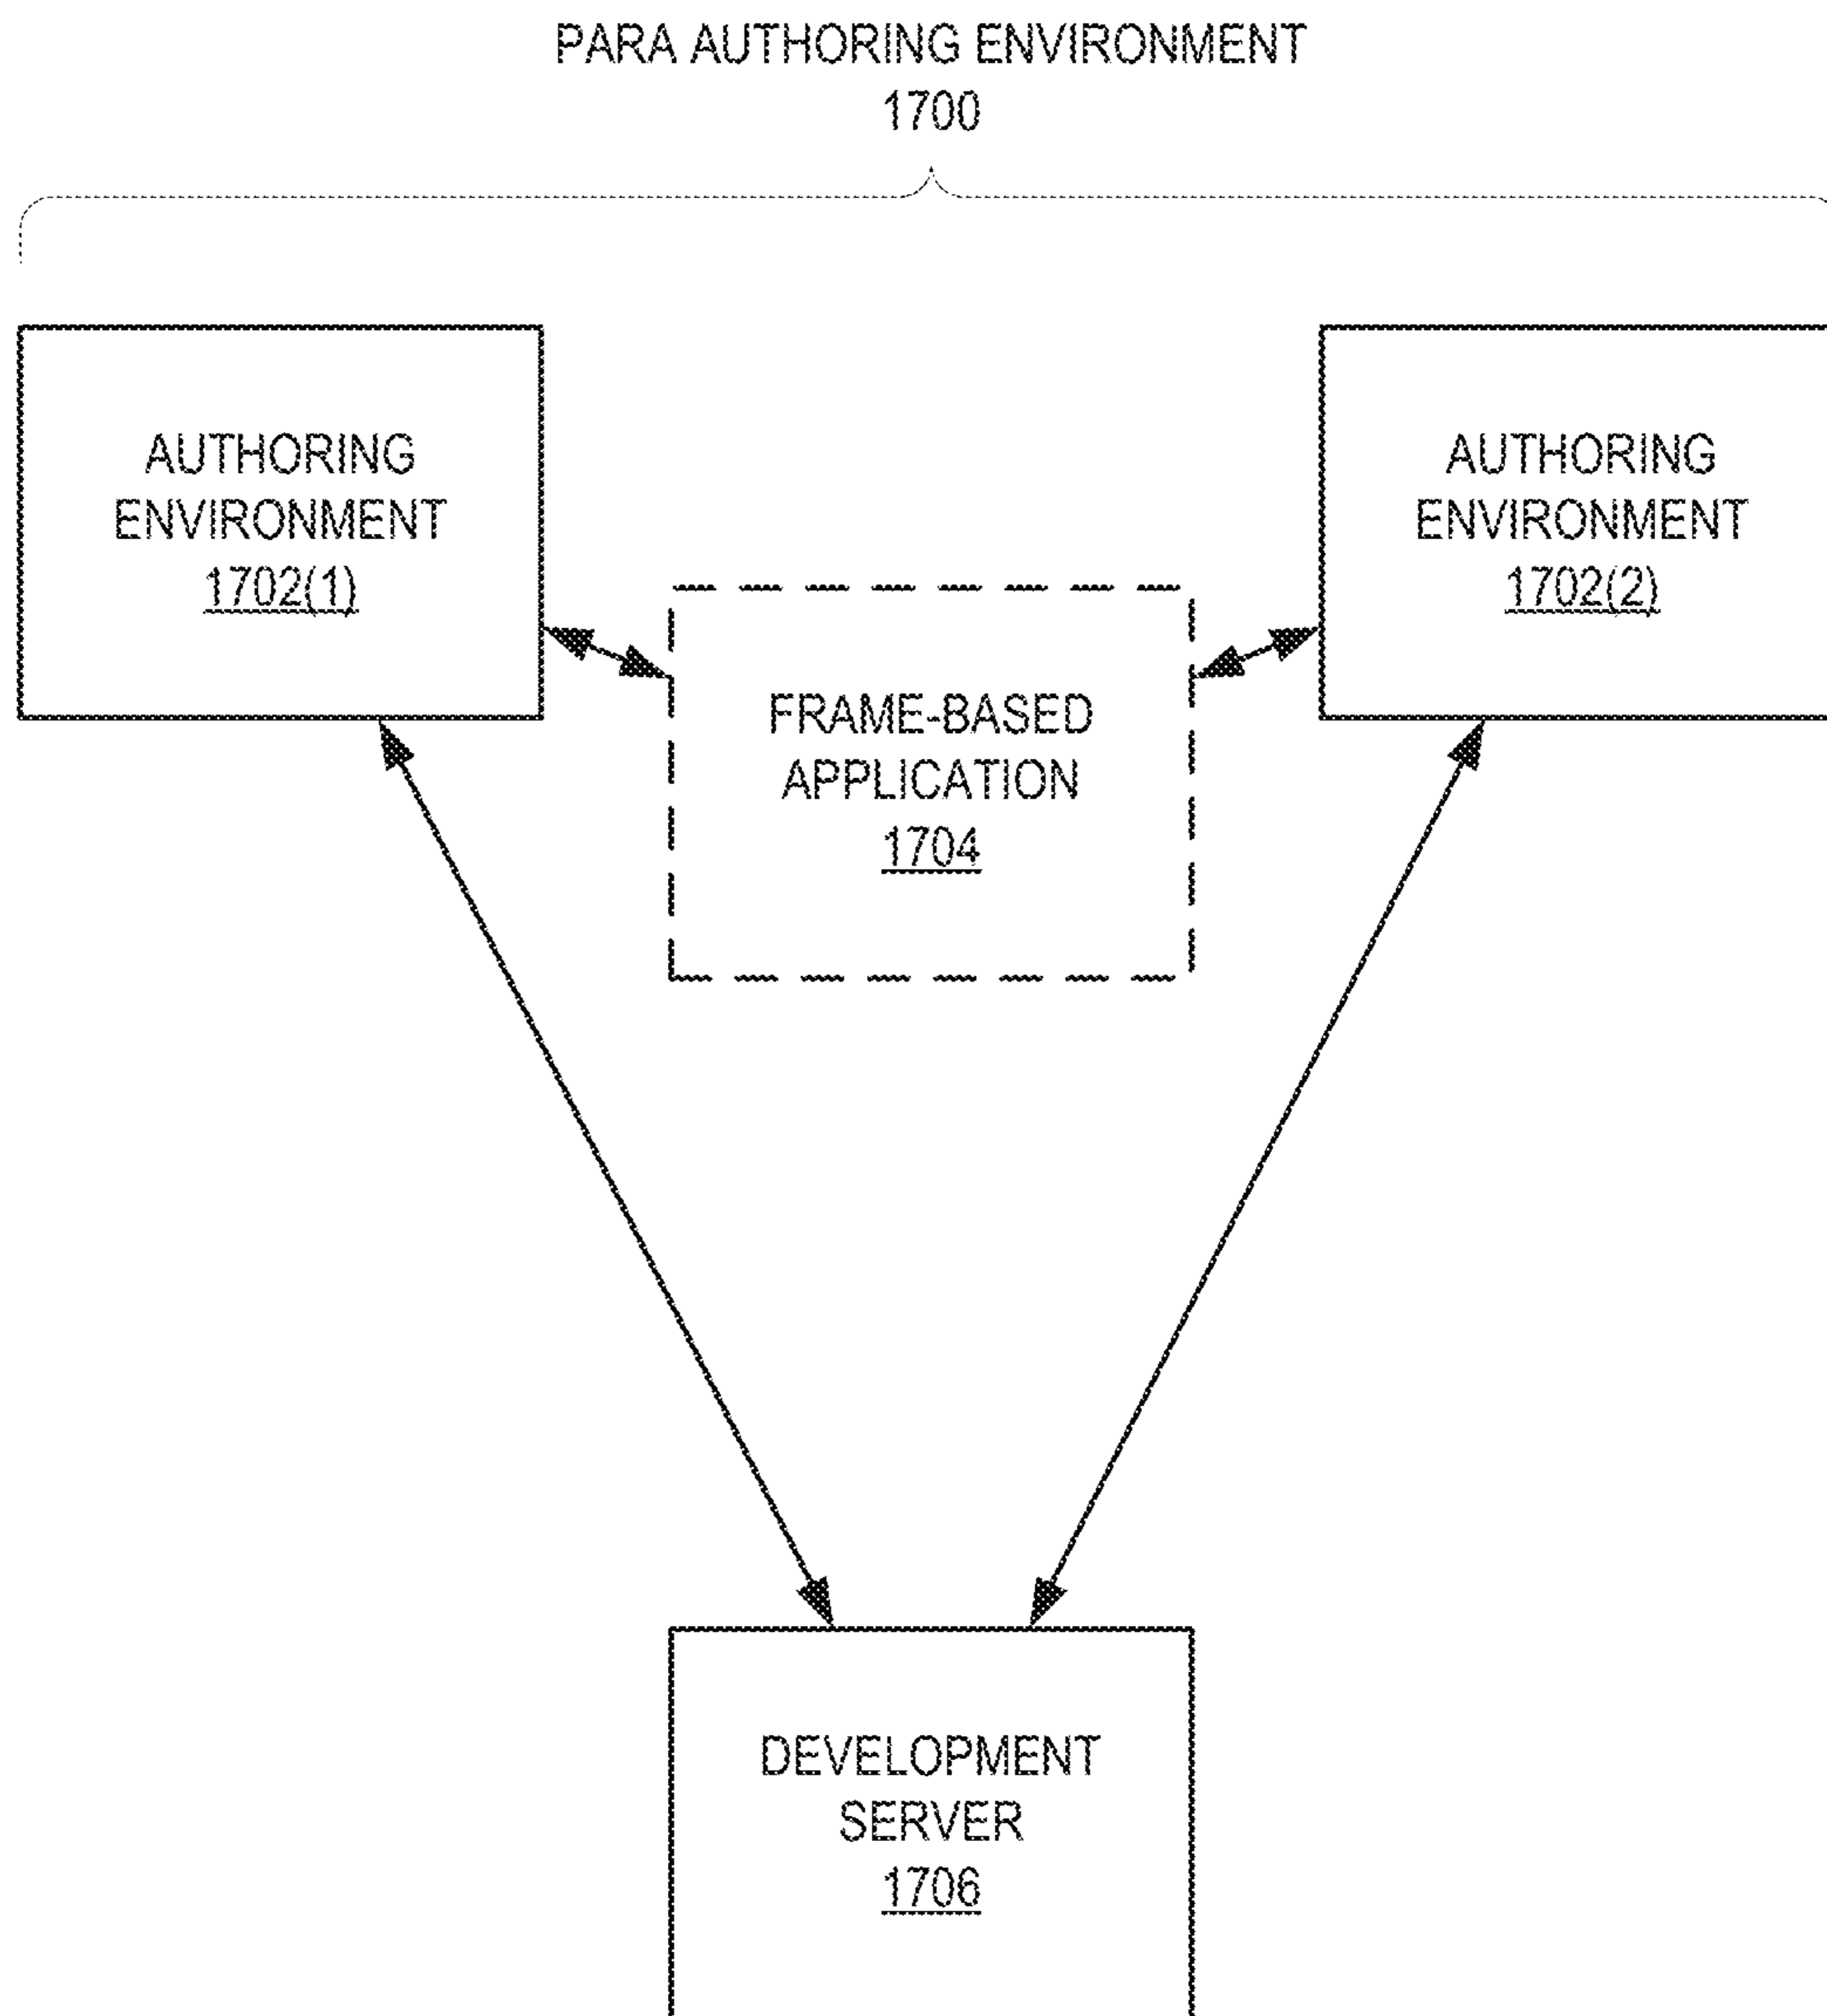 PARA AUTHORING ENVIRONMENT
1700
AUTHORING
ENVIRONMENT
1702(1)
AUTHORING
ENVIRONMENT
1702(2)
FRAME-BASED
APPLICATION
1704
DEVELOPMENT
SERVER
1706